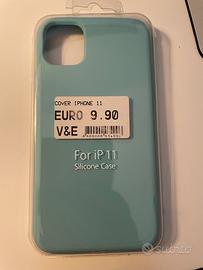 COVER IPHONE 11
EURO 9.90
V&E
For iP 11
Silicone Case
subito